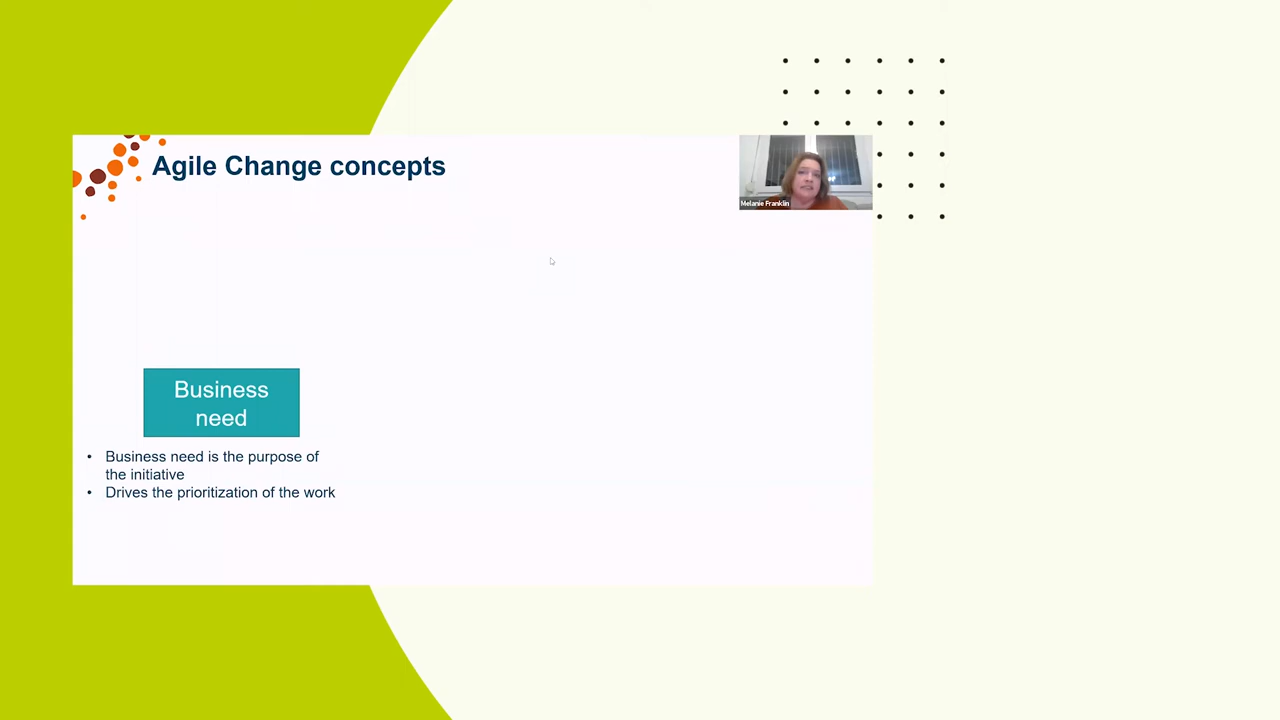 Agile Change concepts
Melanie Franklin
Business
need
• Business need is the purpose of
the initiative
• Drives the prioritization of the work